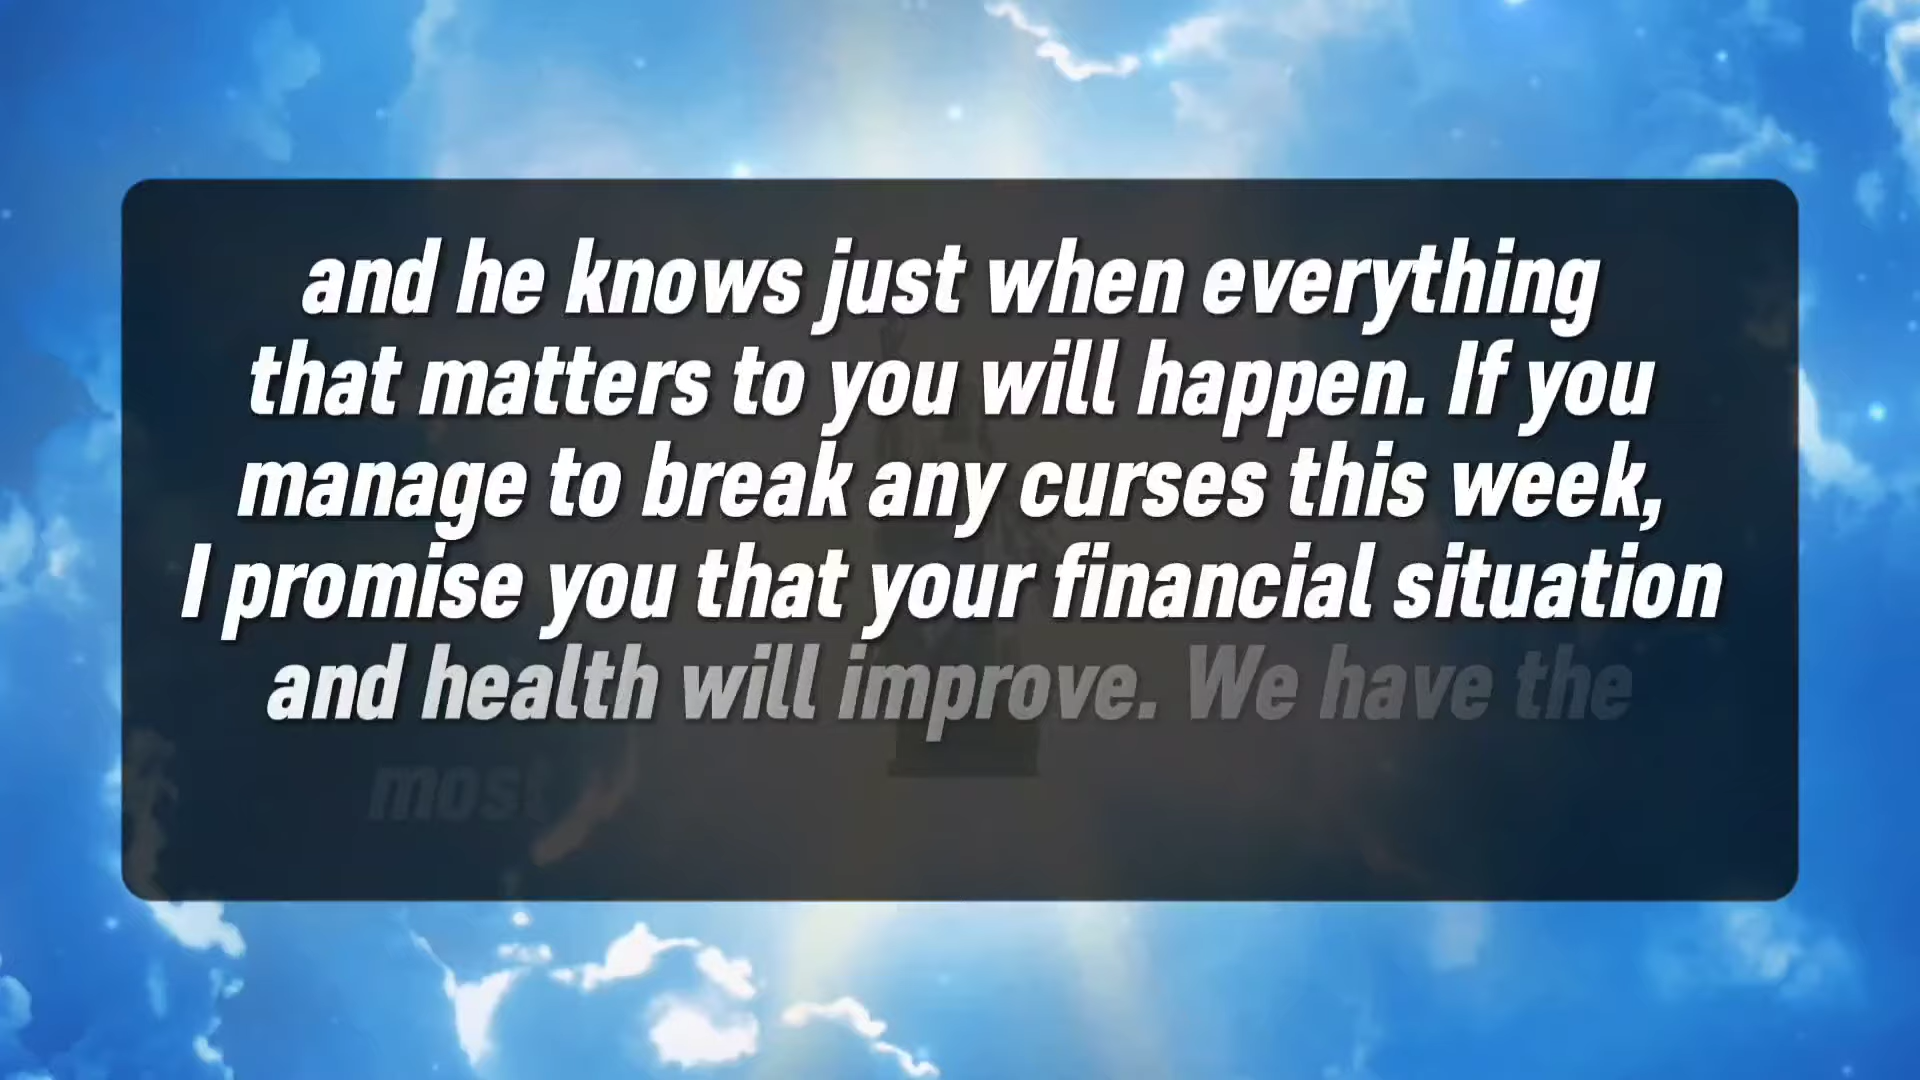 and he knows just when everything
that matters to you will happen. If you
manage to break any curses this week,
I promise you that your financial situation
and health will improve. We have the
most